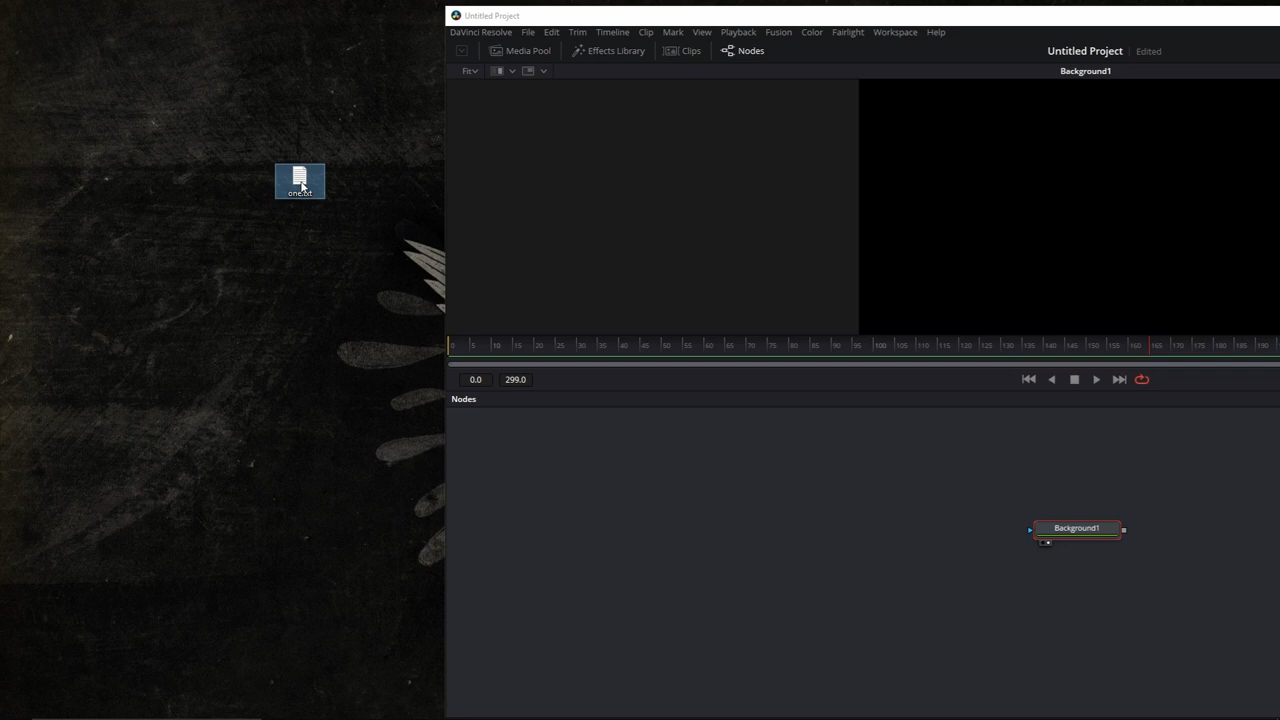 Untitled Project
DaVinci Resolve File Edit Trim Timeline Clip Mark View Playback Fusion Color Fairlight Workspace Help
Media Pool Effects Library Clips Nodes Untitled Project Edited
Fit Background1
one.txt
0 5 10 15 20 25 30 35 40 45 50 55 60 65 70 75 80 85 90 95 100 105 110 115 120 125 130 135 140 145 150 155 160 165 170 175 180 185 190
0.0 299.0
Nodes
Background1